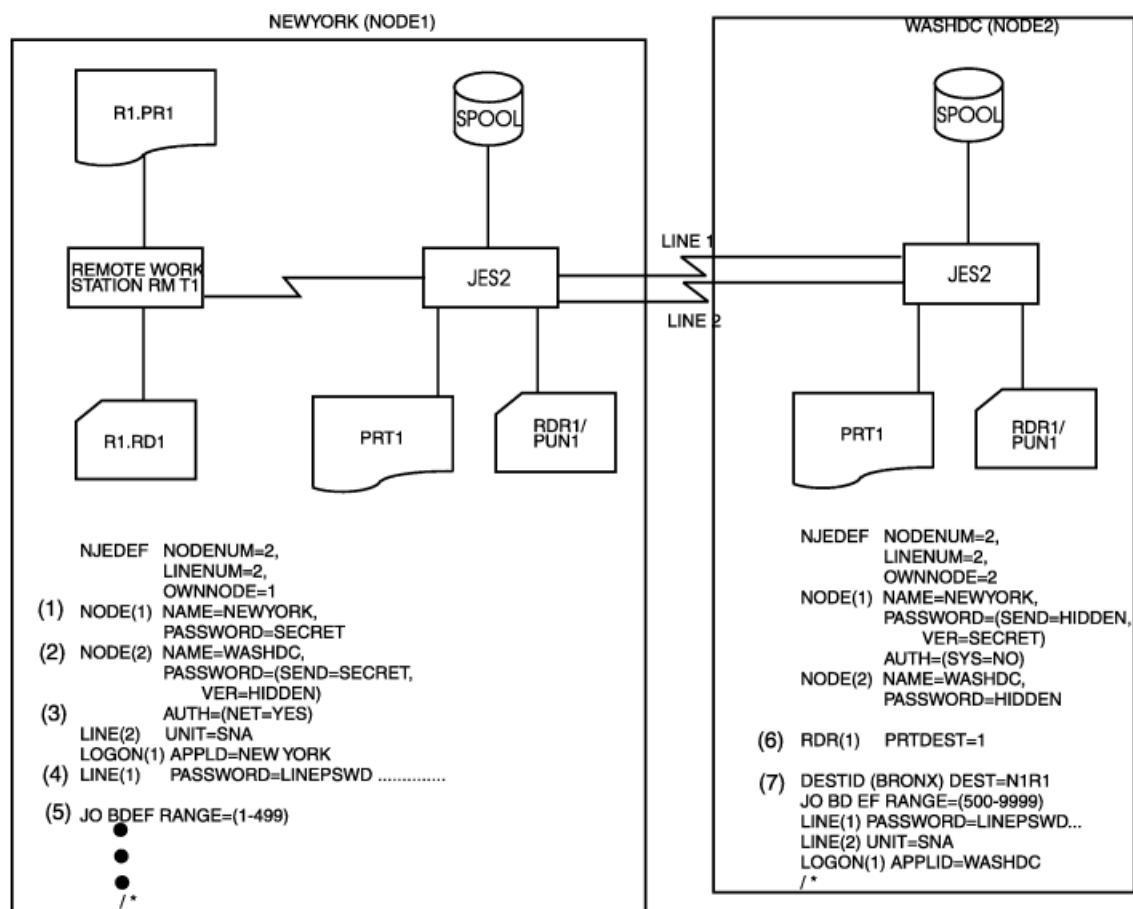 NEWYORK (NODE1)
WASHDC (NODE2)
R1.PR1
SPOOL
SPOOL
REMOTE WORK
STATION RM T1
JES2
LINE 1
LINE 2
JES2
R1.RD1
PRT1
RDR1/
PUN1
PRT1
RDR1/
PUN1
NJEDEF NODENUM=2,
LINENUM=2,
OWNNODE=1
(1) NODE(1) NAME=NEWYORK,
PASSWORD=SECRET
(2) NODE(2) NAME=WASHDC,
PASSWORD=(SEND=SECRET,
VER=HIDDEN)
(3) AUTH=(NET=YES)
LINE(2) UNIT=SNA
LOGON(1) APPLD=NEW YORK
(4) LINE(1) PASSWORD=LINEPSWD ..............
(5) JO BDEF RANGE=(1-499)
/ *
NJEDEF NODENUM=2,
LINENUM=2,
OWNNODE=2
NODE(1) NAME=NEWYORK,
PASSWORD=(SEND=HIDDEN,
VER=SECRET)
AUTH=(SYS=NO)
NODE(2) NAME=WASHDC,
PASSWORD=HIDDEN
(6) RDR(1) PRTDEST=1
(7) DESTID (BRONX) DEST=N1R1
JO BD EF RANGE=(500-9999)
LINE(1) PASSWORD=LINEPSWD...
LINE(2) UNIT=SNA
LOGON(1) APPLID=WASHDC
/ *